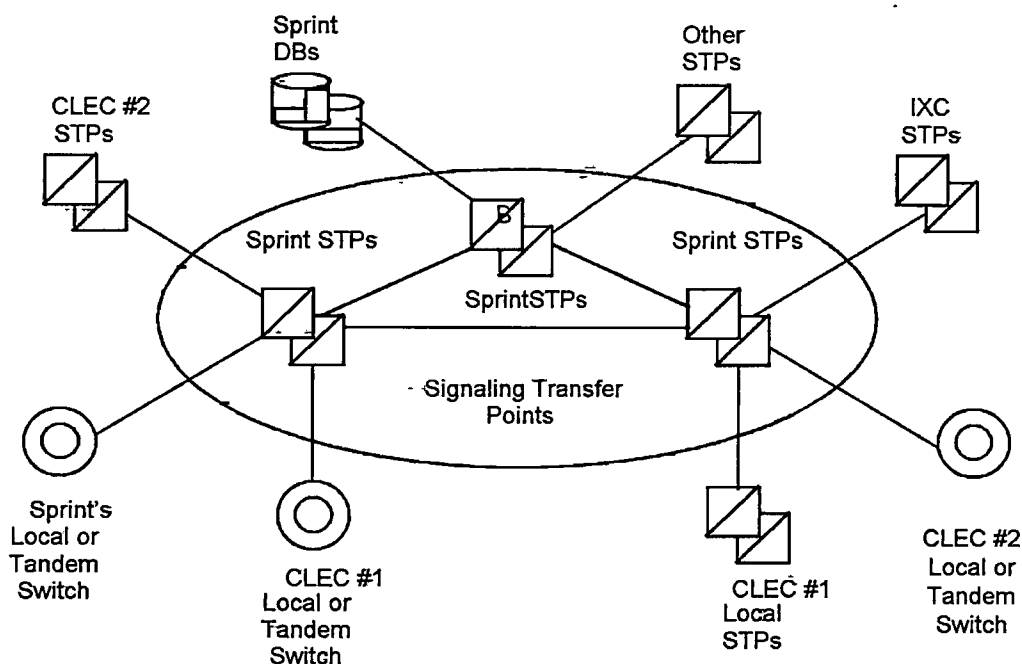 Sprint
DBs
Other
STPs
CLEC #2
STPs
IXC
STPs
B
Sprint STPs
Sprint STPs
SprintSTPs
Signaling Transfer
Points
Sprint's
Local or
Tandem
Switch
CLEC #1
Local or
Tandem
Switch
CLEC #1
Local
STPs
CLEC #2
Local or
Tandem
Switch